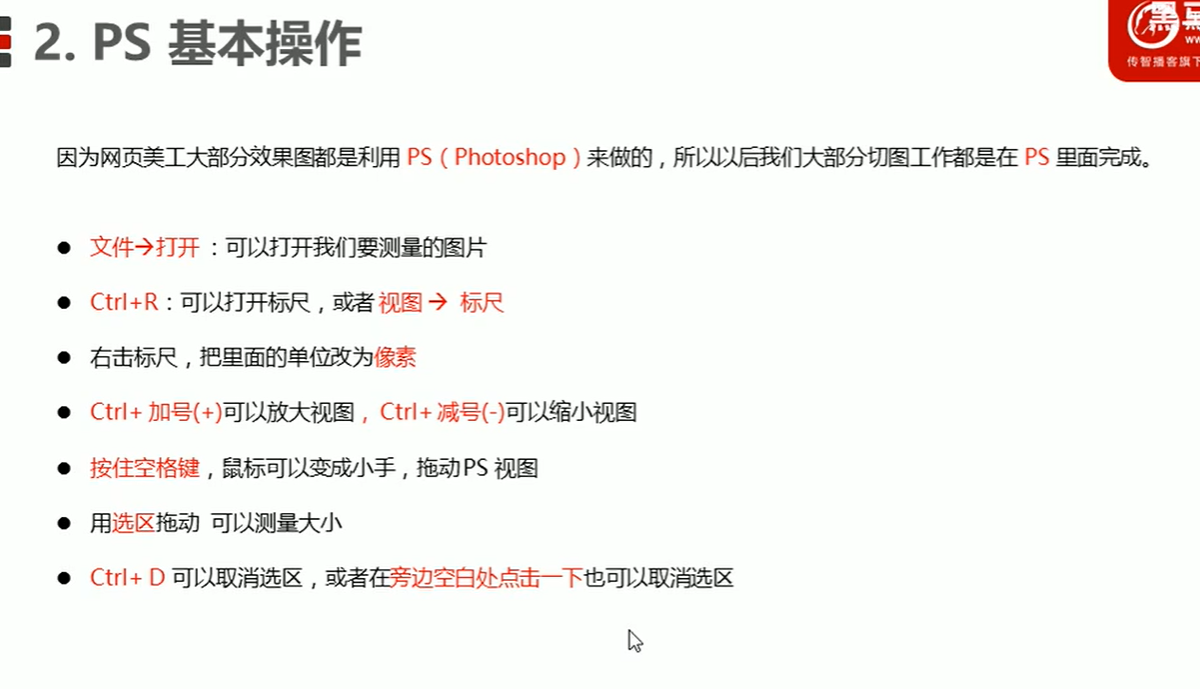 2. PS 基本操作
黑
ww
传智播客旗下
因为网页美工大部分效果图都是利用 PS（Photoshop）来做的，所以以后我们大部分切图工作都是在 PS 里面完成。
● 文件→打开 ：可以打开我们要测量的图片
● Ctrl+R：可以打开标尺，或者 视图 → 标尺
● 右击标尺，把里面的单位改为像素
● Ctrl+ 加号(+)可以放大视图， Ctrl+ 减号(-)可以缩小视图
● 按住空格键，鼠标可以变成小手，拖动PS 视图
● 用选区拖动 可以测量大小
● Ctrl+ D 可以取消选区，或者在旁边空白处点击一下也可以取消选区